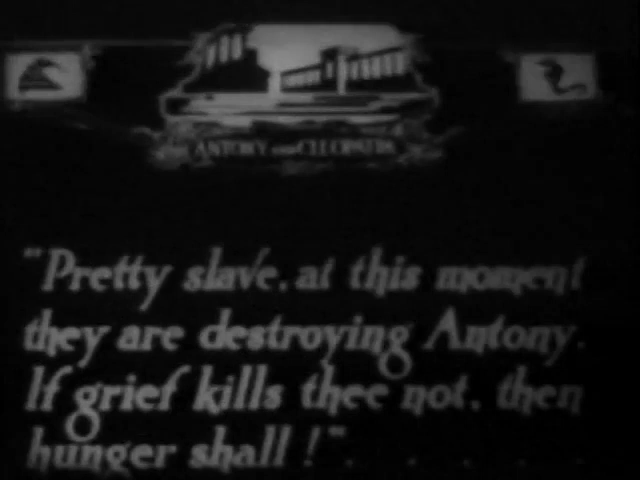 ANTONY and CLEOPATRA
"Pretty slave, at this moment
they are destroying Antony.
If grief kills thee not, then
hunger shall!". . . . . .